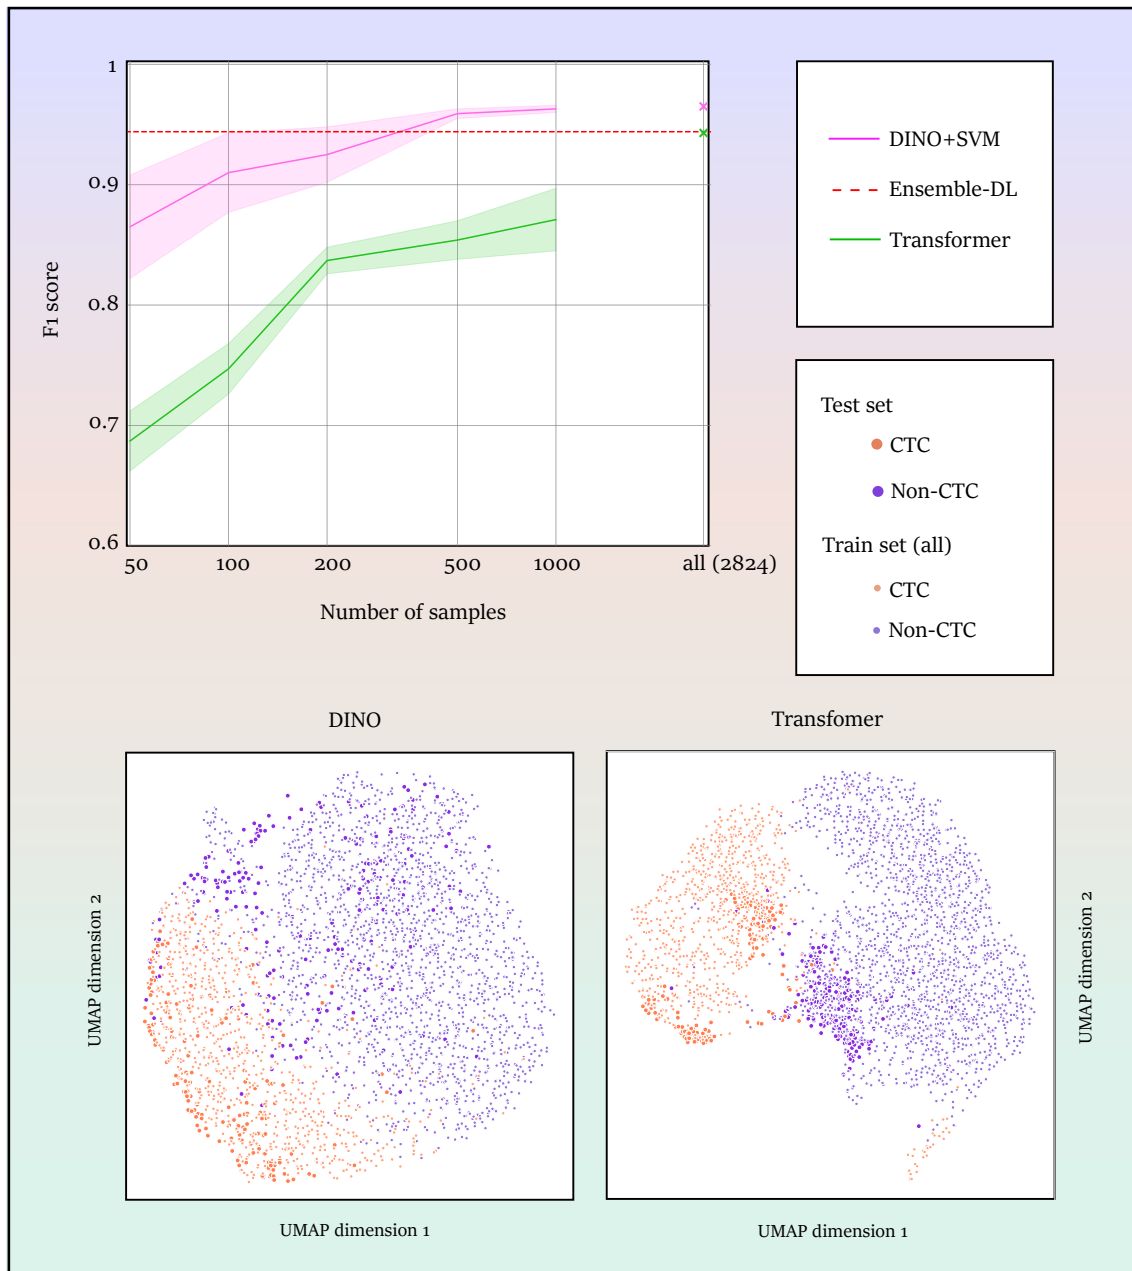 1
0.9
0.8
0.7
0.6
F1 score
50 100 200 500 1000 all (2824)
Number of samples
DINO+SVM
Ensemble-DL
Transformer
Test set
CTC
Non-CTC
Train set (all)
CTC
Non-CTC
DINO
UMAP dimension 2
UMAP dimension 1
Transfomer
UMAP dimension 2
UMAP dimension 1